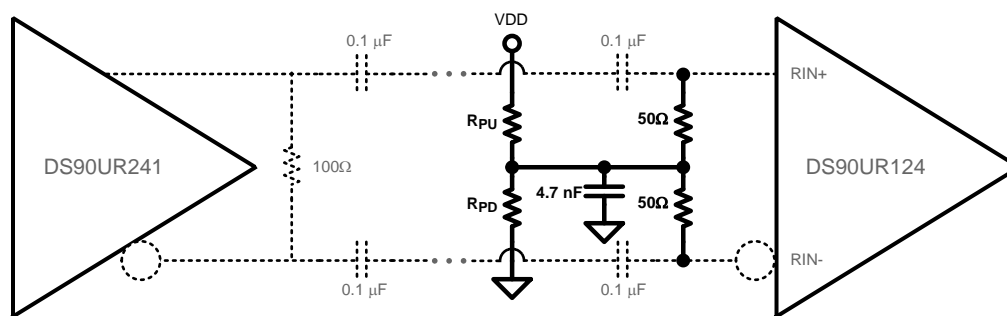 VDD
0.1 µF
0.1 µF
RIN+
RPU
50Ω
DS90UR241
100Ω
DS90UR124
4.7 nF
RPD
50Ω
RIN-
0.1 µF
0.1 µF